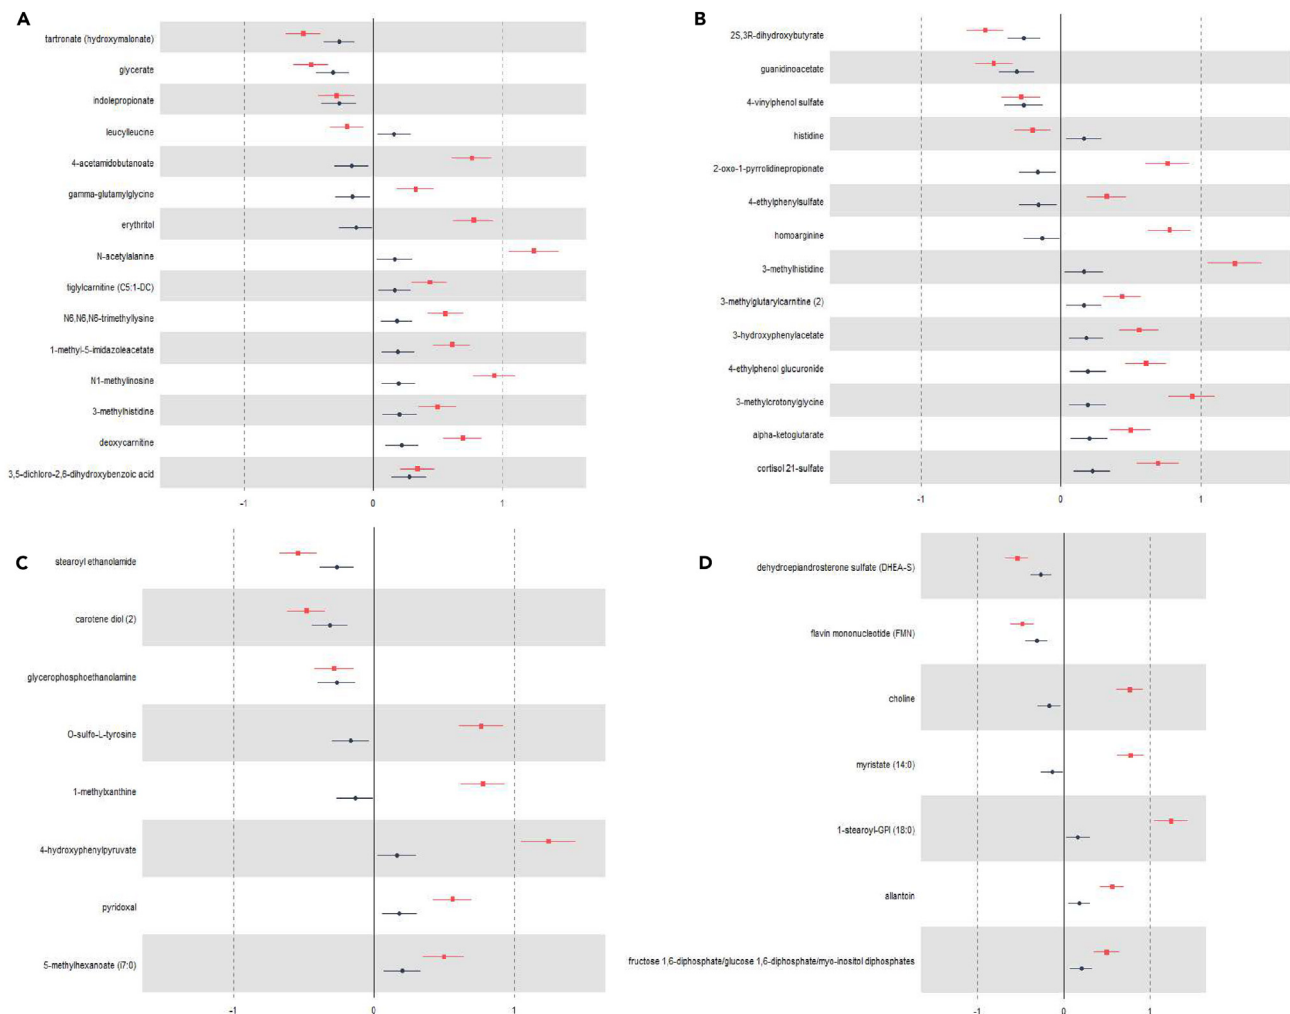 A
tartronate (hydroxymalonate)
glycerate
indolepropionate
leucylleucine
4-acetamidobutanoate
gamma-glutamylglycine
erythritol
N-acetylalanine
tiglylcarnitine (C5:1-DC)
N6,N6,N6-trimethyllysine
1-methyl-5-imidazoleacetate
N1-methylinosine
3-methylhistidine
deoxycarnitine
3,5-dichloro-2,6-dihydroxybenzoic acid
-1 0 1
B
2S,3R-dihydroxybutyrate
guanidinoacetate
4-vinylphenol sulfate
histidine
2-oxo-1-pyrrolidinepropionate
4-ethylphenylsulfate
homoarginine
3-methylhistidine
3-methylglutarylcarnitine (2)
3-hydroxyphenylacetate
4-ethylphenol glucuronide
3-methylcrotonylglycine
alpha-ketoglutarate
cortisol 21-sulfate
-1 0 1
C
stearoyl ethanolamide
carotene diol (2)
glycerophosphoethanolamine
O-sulfo-L-tyrosine
1-methylxanthine
4-hydroxyphenylpyruvate
pyridoxal
5-methylhexanoate (i7:0)
-1 0 1
D
dehydroepiandrosterone sulfate (DHEA-S)
flavin mononucleotide (FMN)
choline
myristate (14:0)
1-stearoyl-GPI (18:0)
allantoin
fructose 1,6-diphosphate/glucose 1,6-diphosphate/myo-inositol diphosphates
-1 0 1